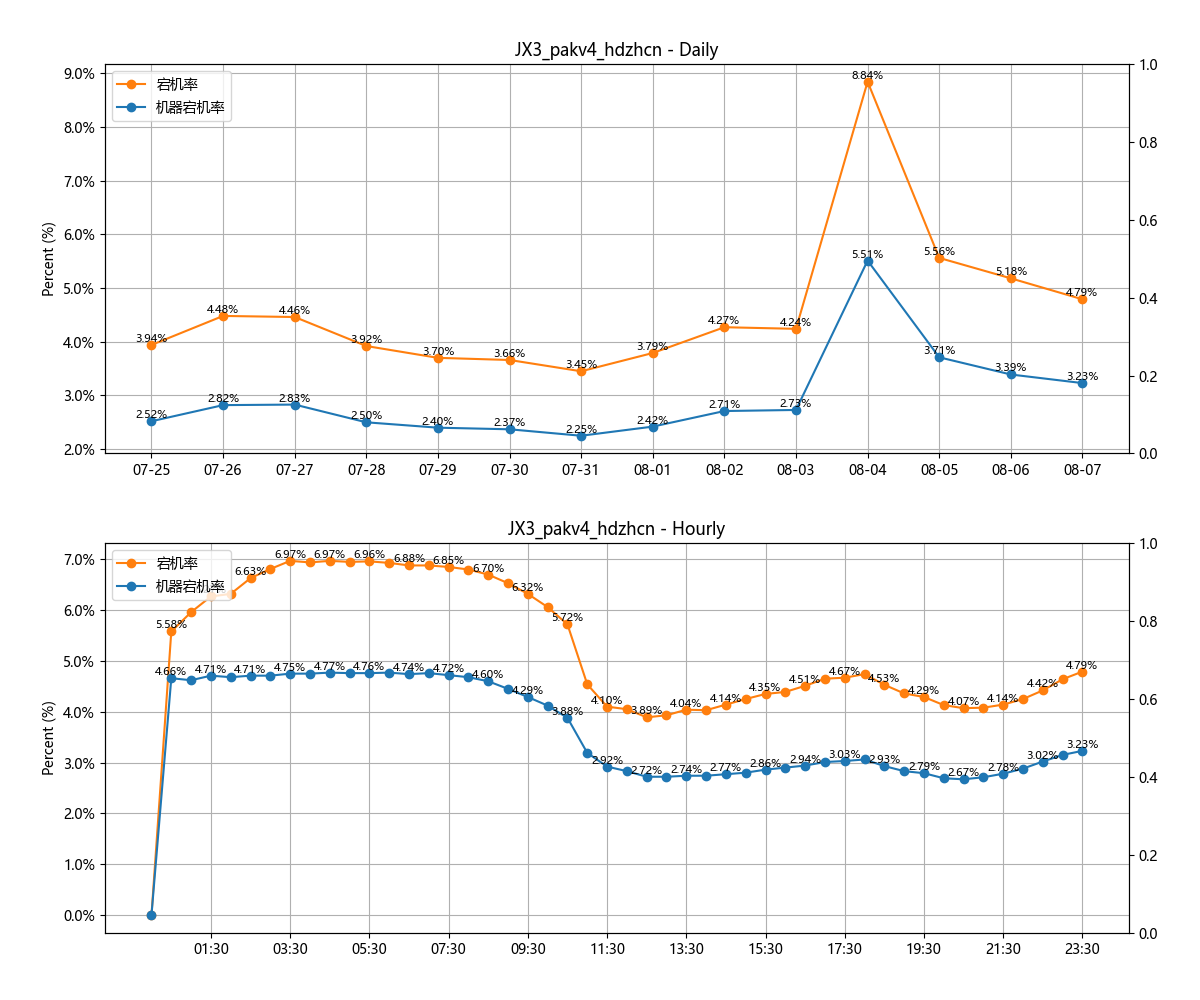 JX3_pakv4_hdzhcn - Daily
宕机率
机器宕机率
Percent (%)
9.0%
8.0%
7.0%
6.0%
5.0%
4.0%
3.0%
2.0%
1.0
0.8
0.6
0.4
0.2
0.0
3.94% 4.48% 4.46% 3.92% 3.70% 3.66% 3.45% 3.79% 4.27% 4.24% 8.84% 5.56% 5.18% 4.79%
2.52% 2.82% 2.83% 2.50% 2.40% 2.37% 2.25% 2.42% 2.71% 2.73% 5.51% 3.71% 3.39% 3.23%
07-25 07-26 07-27 07-28 07-29 07-30 07-31 08-01 08-02 08-03 08-04 08-05 08-06 08-07
JX3_pakv4_hdzhcn - Hourly
宕机率
机器宕机率
Percent (%)
7.0%
6.0%
5.0%
4.0%
3.0%
2.0%
1.0%
0.0%
1.0
0.8
0.6
0.4
0.2
0.0
5.58% 6.63% 6.97% 6.97% 6.96% 6.88% 6.85% 6.70% 6.32% 5.72% 4.10% 3.89% 4.04% 4.14% 4.35% 4.51% 4.67% 4.53% 4.29% 4.07% 4.14% 4.42% 4.79%
4.66% 4.71% 4.71% 4.75% 4.77% 4.76% 4.74% 4.72% 4.60% 4.29% 3.88% 2.92% 2.72% 2.74% 2.77% 2.86% 2.94% 3.03% 2.93% 2.79% 2.67% 2.78% 3.02% 3.23%
01:30 03:30 05:30 07:30 09:30 11:30 13:30 15:30 17:30 19:30 21:30 23:30